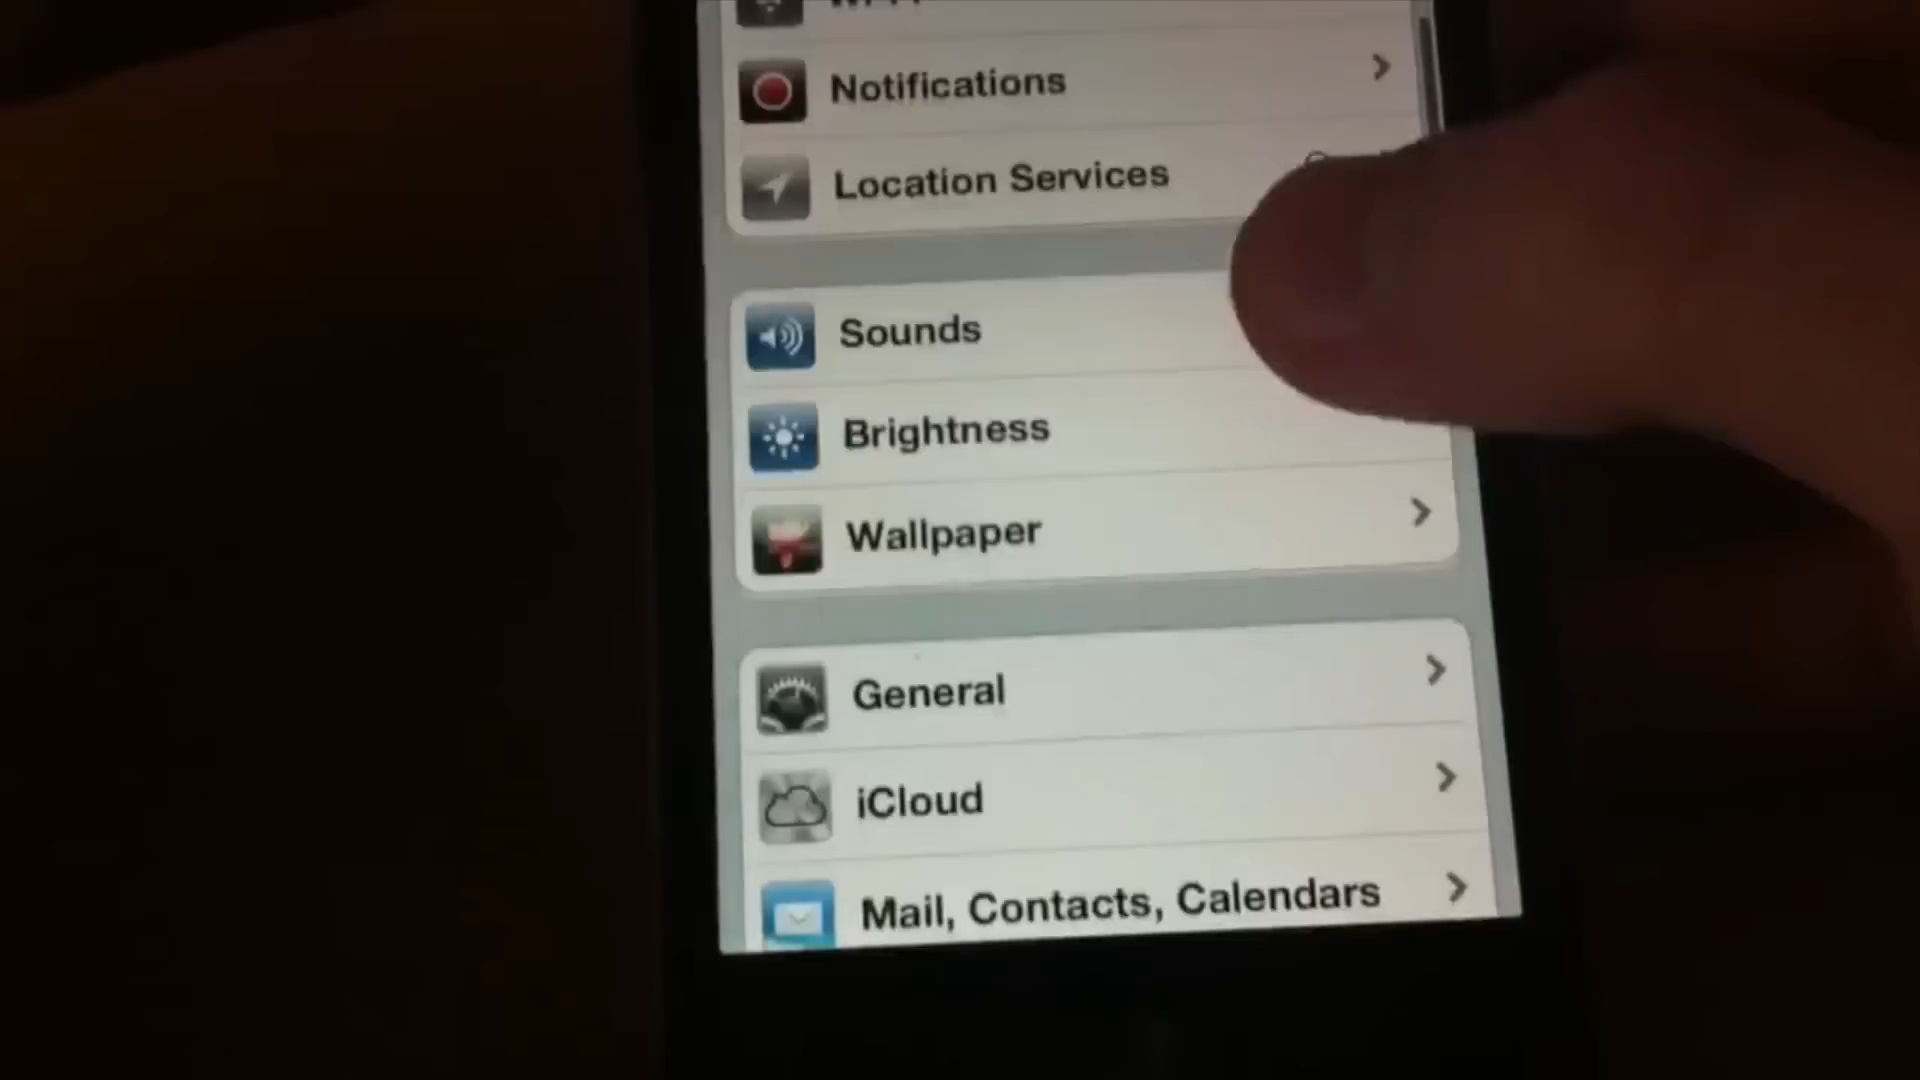 Notifications
Location Services
Sounds
Brightness
Wallpaper
General
iCloud
Mail, Contacts, Calendars